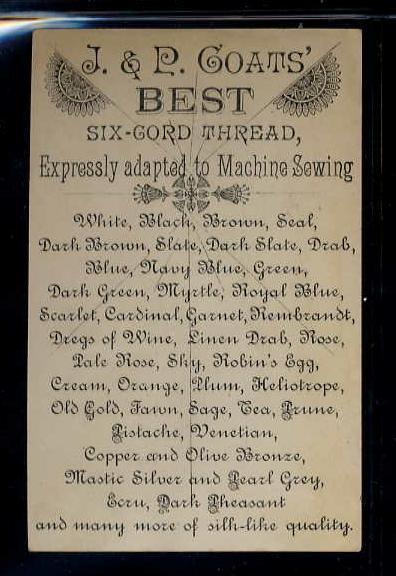 J. & P. COATS'
BEST
SIX-CORD THREAD,
Expressly adapted to Machine Sewing
White, Black, Brown, Seal,
Dark Brown, Slate, Dark Slate, Drab,
Blue, Navy Blue, Green,
Dark Green, Myrtle, Royal Blue,
Scarlet, Cardinal, Garnet, Rembrandt,
Dregs of Wine, Linen Drab, Rose,
Pale Rose, Sky, Robin's Egg,
Cream, Orange, Plum, Heliotrope,
Old Gold, Fawn, Sage, Tea, Prune,
Pistache, Venetian,
Copper and Olive Bronze,
Mastic Silver and Pearl Grey,
Ecru, Dark Pheasant
and many more of silk-like quality.